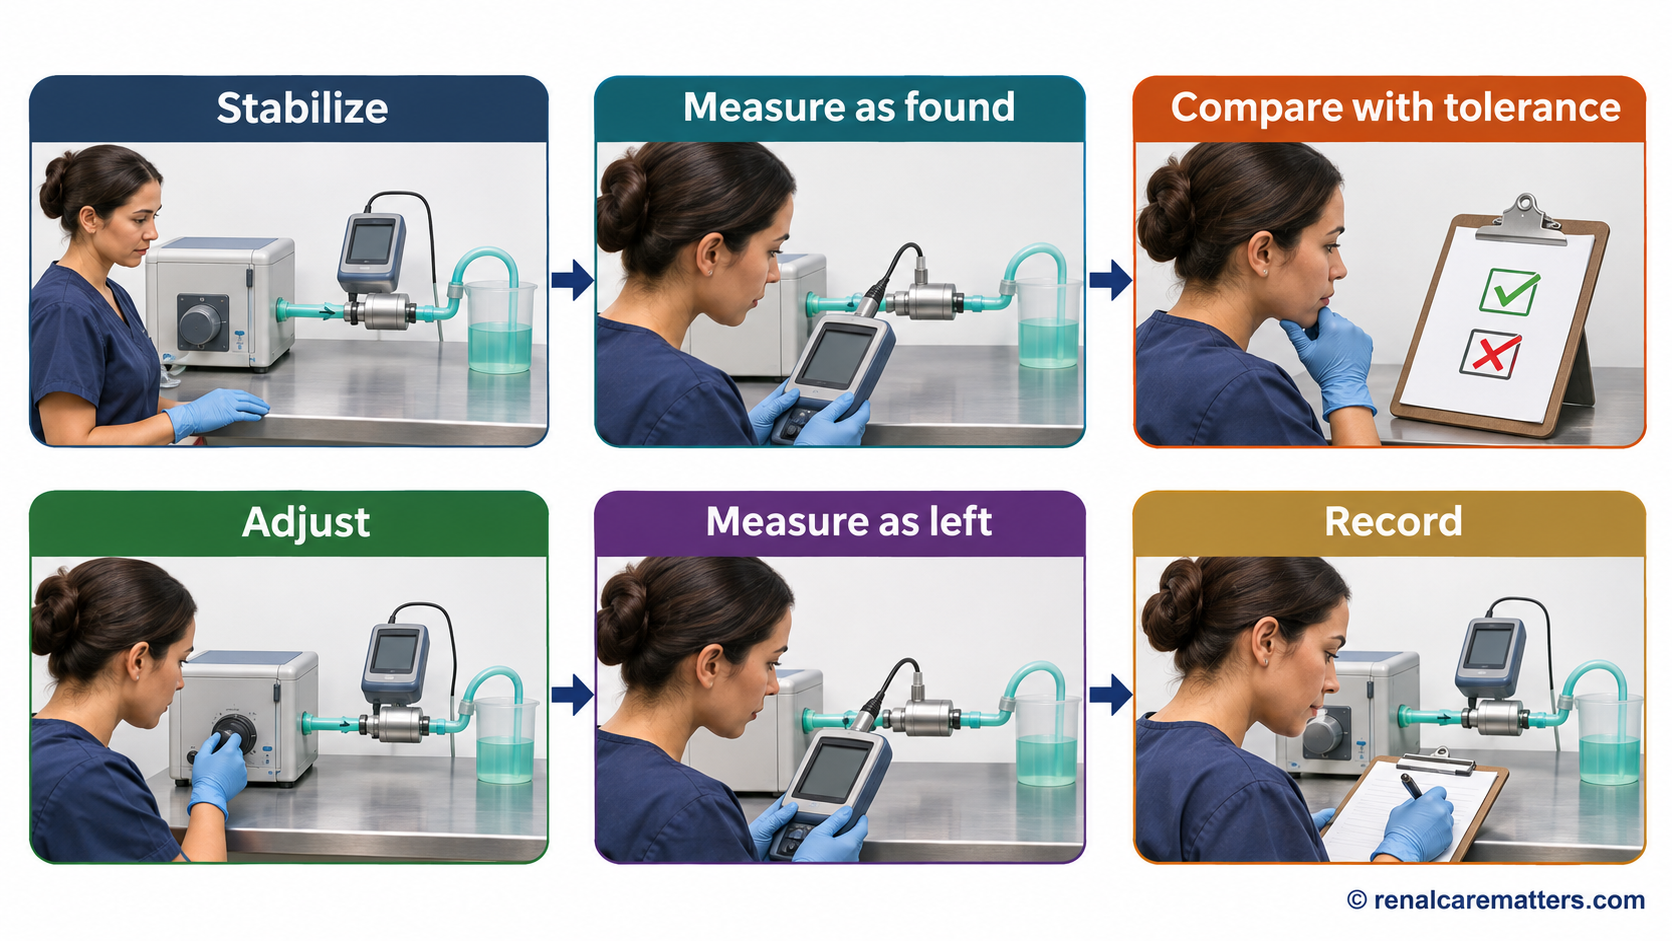 Stabilize
Measure as found
Compare with tolerance
Adjust
Measure as left
Record
© renalcarematters.com